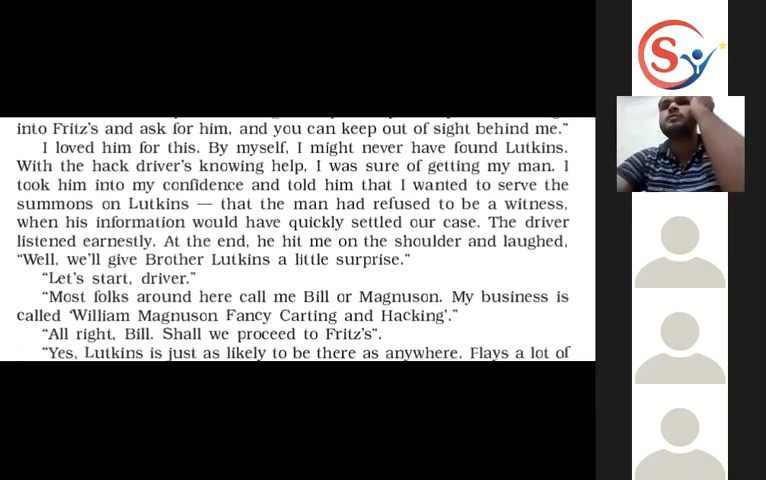 into Fritz's and ask for him, and you can keep out of sight behind me."
I loved him for this. By myself, I might never have found Lutkins.
With the hack driver's knowing help, I was sure of getting my man. I
took him into my confidence and told him that I wanted to serve the
summons on Lutkins — that the man had refused to be a witness,
when his information would have quickly settled our case. The driver
listened earnestly. At the end, he hit me on the shoulder and laughed,
"Well, we'll give Brother Lutkins a little surprise."
"Let's start, driver."
"Most folks around here call me Bill or Magnuson. My business is
called 'William Magnuson Fancy Carting and Hacking'."
"All right, Bill. Shall we proceed to Fritz's".
"Yes, Lutkins is just as likely to be there as anywhere. Plays a lot of
S